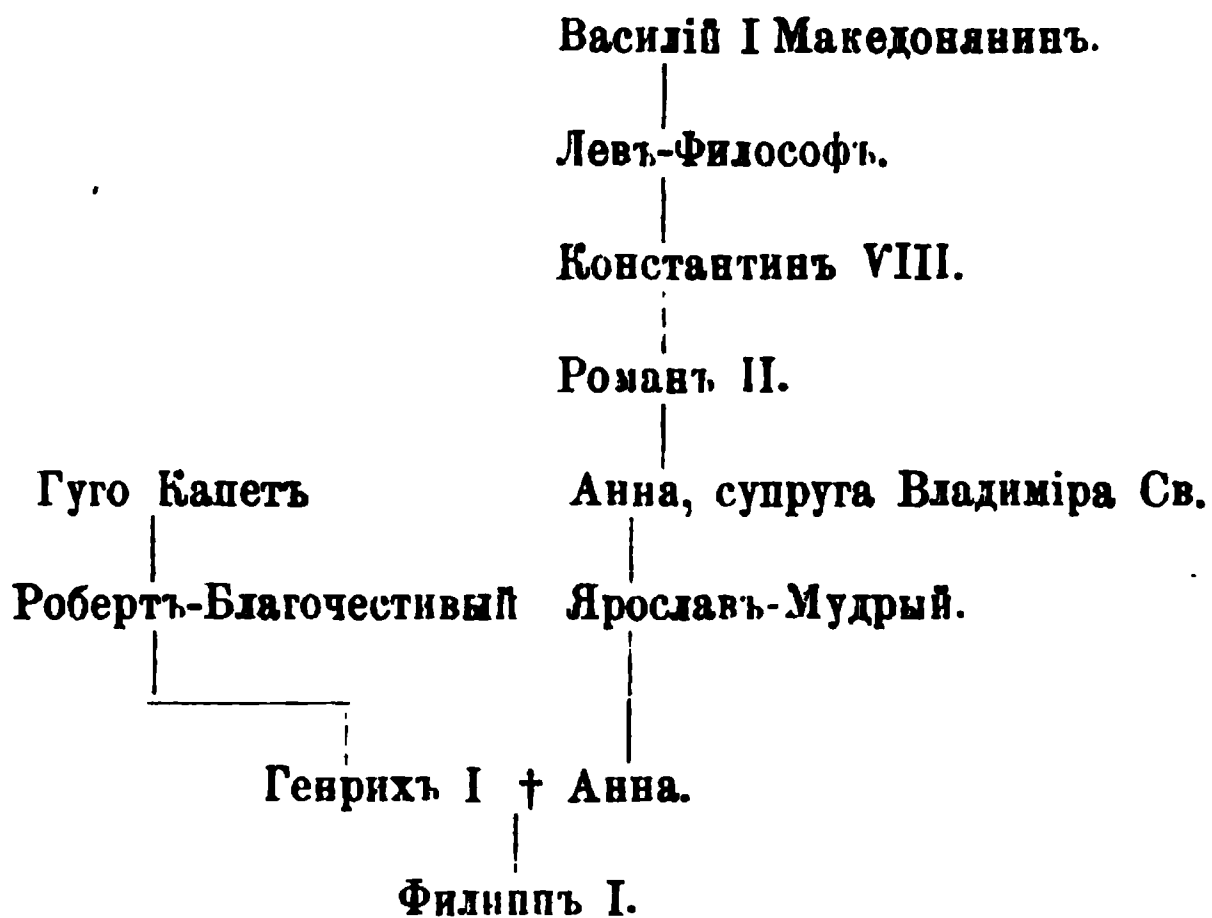 Василій I Македонянинъ.
Левъ-Философъ.
Константинъ VIII.
Романъ II.
Гуго Капетъ Анна, супруга Владиміра Св.
Робертъ-Благочестивый Ярославъ-Мудрый.
Генрихъ I † Анна.
Филиппъ I.